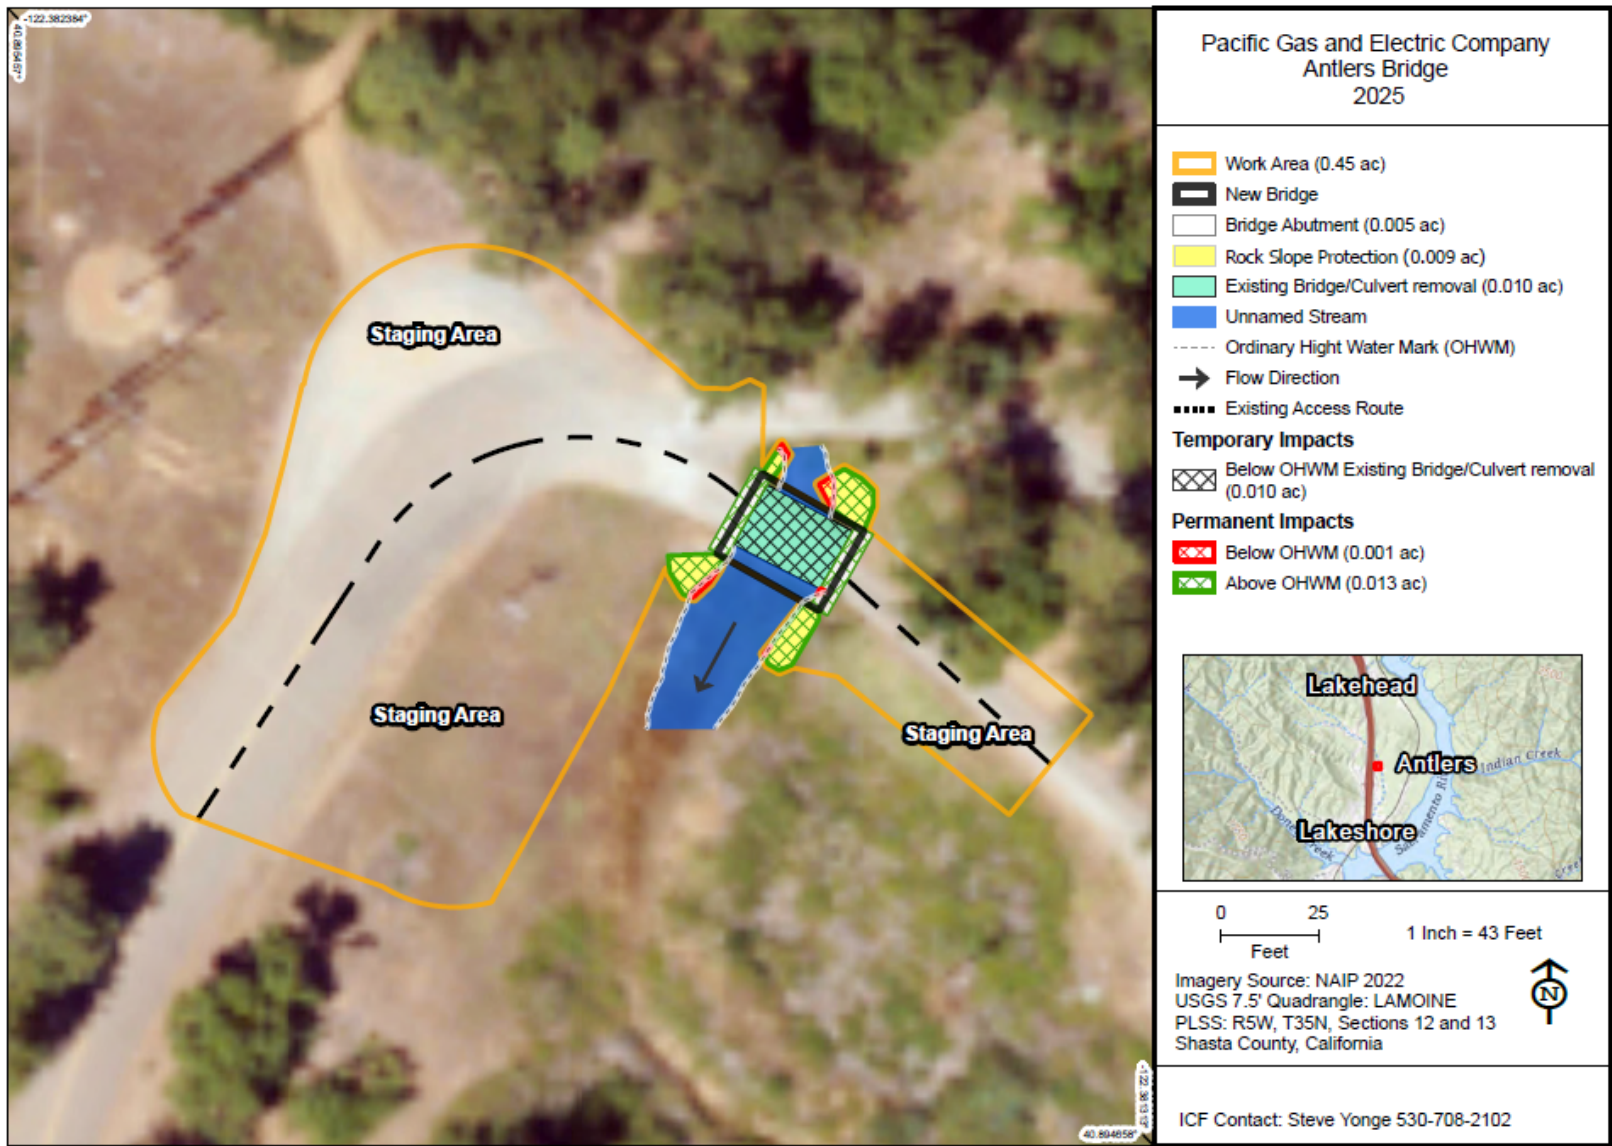 -122.382384°
Staging Area
Staging Area
Staging Area
40.894658°
Pacific Gas and Electric Company
Antlers Bridge
2025
Work Area (0.45 ac)
New Bridge
Bridge Abutment (0.005 ac)
Rock Slope Protection (0.009 ac)
Existing Bridge/Culvert removal (0.010 ac)
Unnamed Stream
Ordinary Hight Water Mark (OHWM)
Flow Direction
Existing Access Route
Temporary Impacts
Below OHWM Existing Bridge/Culvert removal
(0.010 ac)
Permanent Impacts
Below OHWM (0.001 ac)
Above OHWM (0.013 ac)
Lakehead
Antlers
Indian Creek
Lakeshore
Creek
0 25
Feet
1 Inch = 43 Feet
Imagery Source: NAIP 2022
USGS 7.5' Quadrangle: LAMOINE
PLSS: R5W, T35N, Sections 12 and 13
Shasta County, California
N
ICF Contact: Steve Yonge 530-708-2102